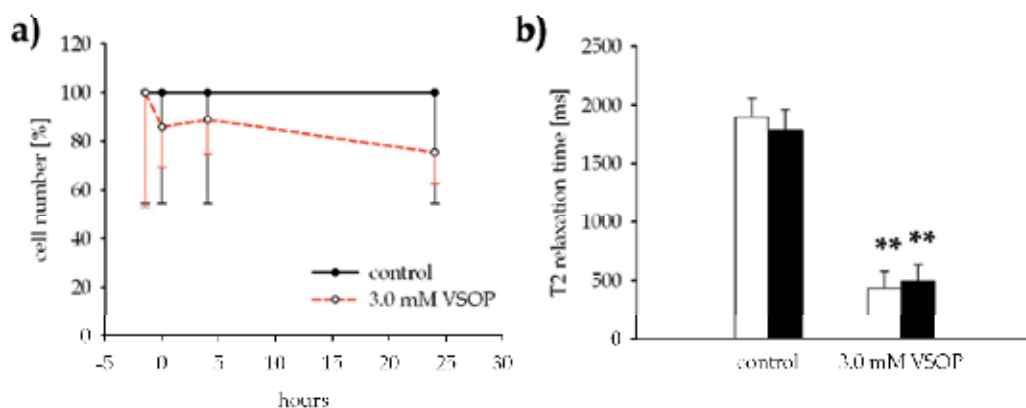 a)
120
100
80
60
40
20
0
cell number [%]
-5 0 5 10 15 20 25 30
hours
control
3.0 mM VSOP
b)
2500
2000
1500
1000
500
0
T2 relaxation time [ms]
** **
control 3.0 mM VSOP